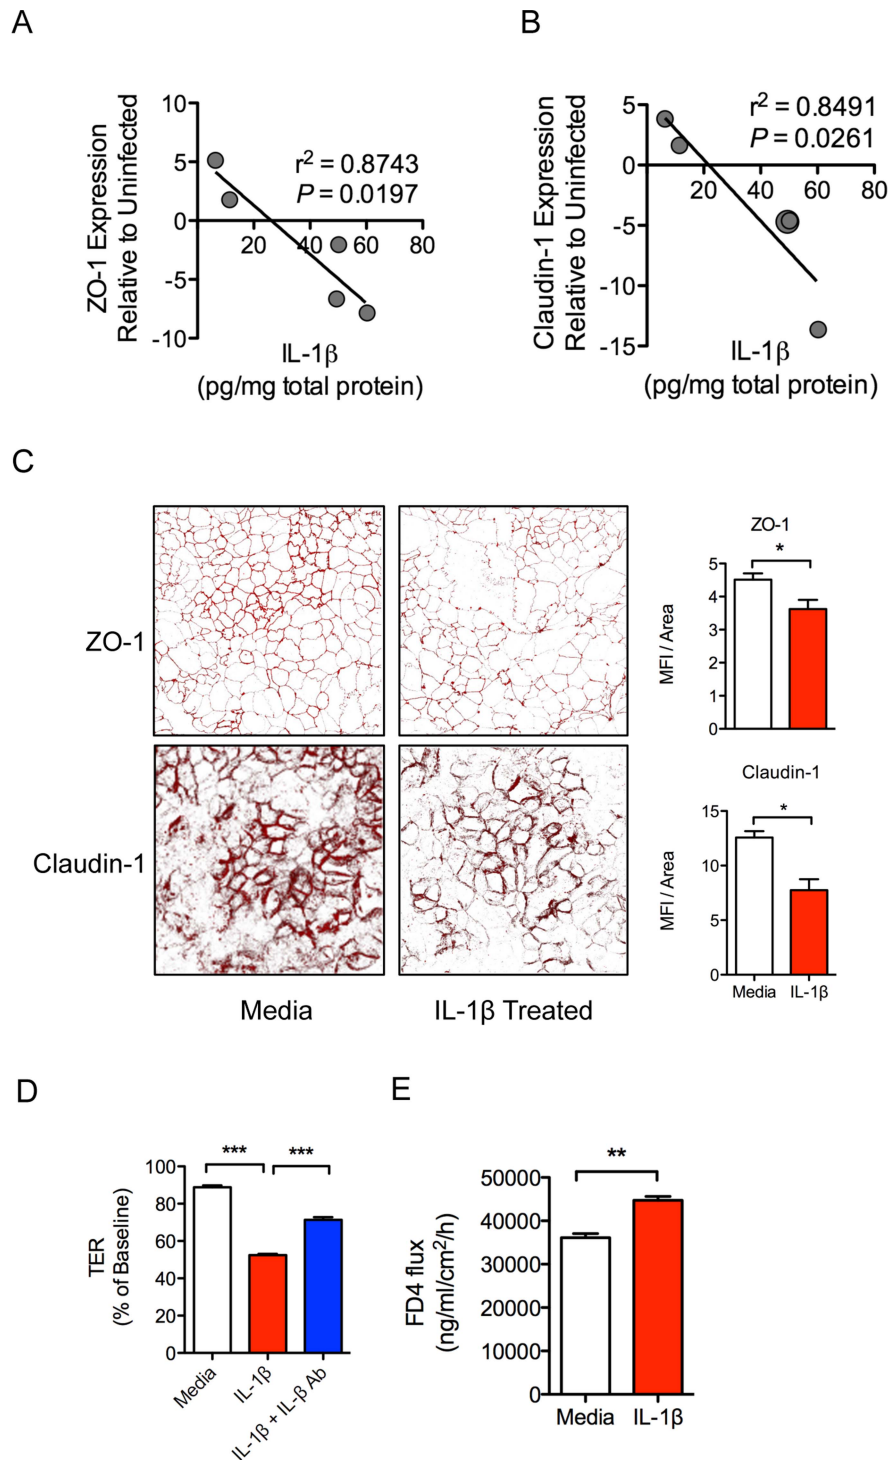 A
ZO-1 Expression
Relative to Uninfected
10
5
0
-5
-10
20
40
60
80
r² = 0.8743
P = 0.0197
IL-1β
(pg/mg total protein)
B
Claudin-1 Expression
Relative to Uninfected
5
0
-5
-10
-15
20
40
60
80
r² = 0.8491
P = 0.0261
IL-1β
(pg/mg total protein)
C
ZO-1
Claudin-1
Media
IL-1β Treated
ZO-1
*
MFI / Area
5
4
3
2
1
0
Claudin-1
*
MFI / Area
15
10
5
0
Media
IL-1β
D
TER
(% of Baseline)
100
80
60
40
20
0
***
***
Media
IL-1β
IL-1β + IL-β Ab
E
FD4 flux
(ng/ml/cm²/h)
50000
40000
30000
20000
10000
0
**
Media
IL-1β